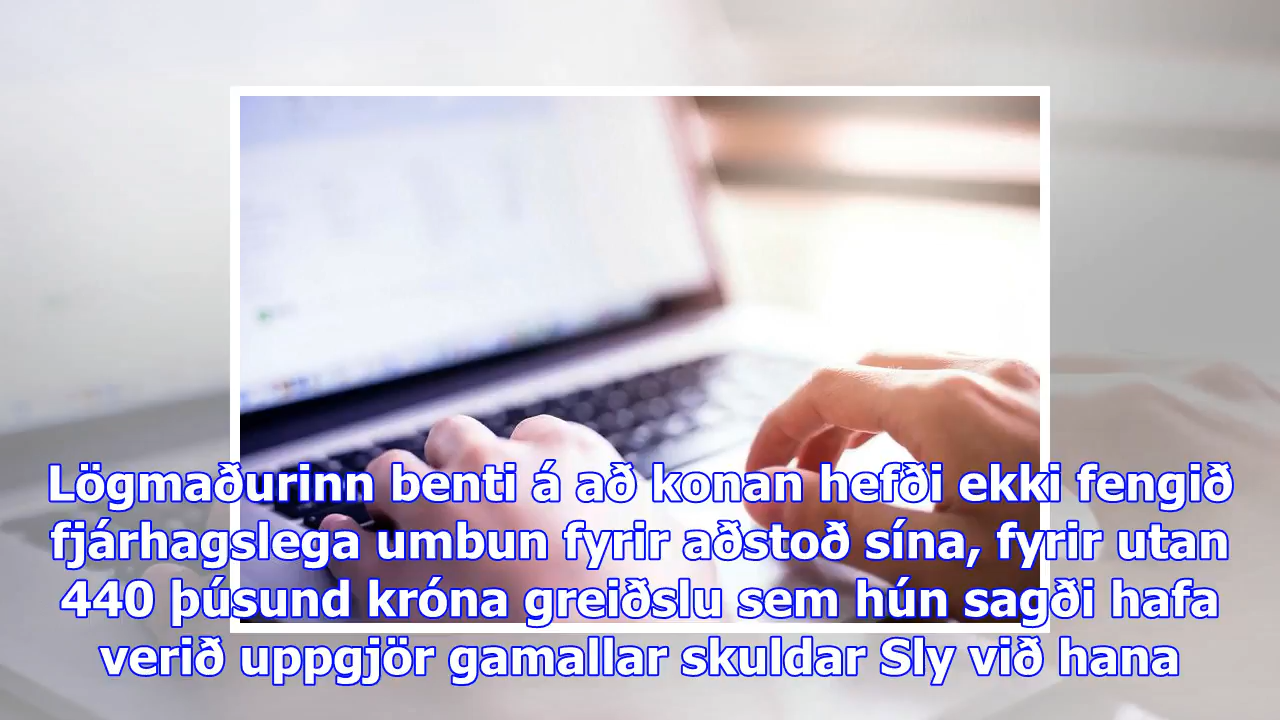 Lögmaðurinn benti á að konan hefði ekki fengið
fjárhagslega umbun fyrir aðstoð sína, fyrir utan
440 þúsund króna greiðslu sem hún sagði hafa
verið uppgjör gamallar skuldar Sly við hana